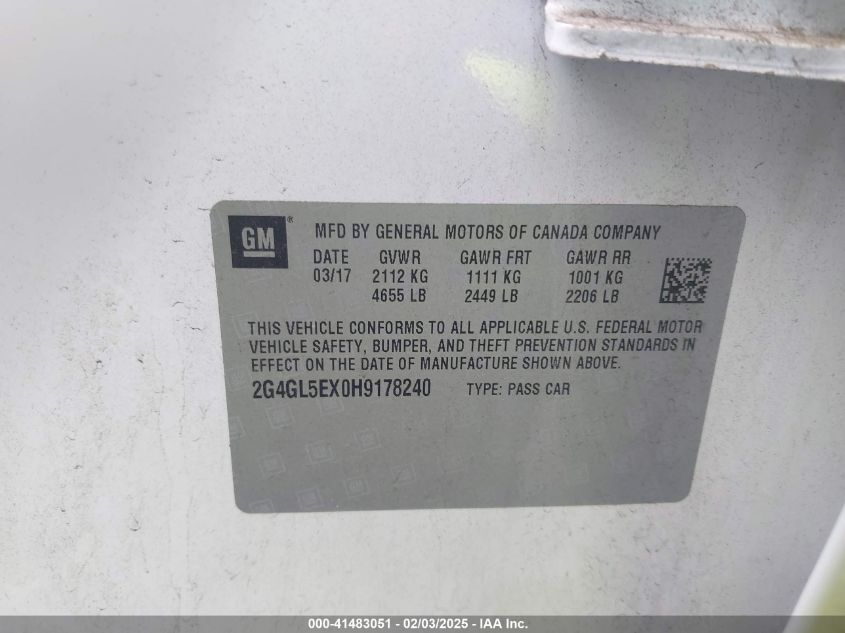 GM ®
MFD BY GENERAL MOTORS OF CANADA COMPANY
DATE GVWR GAWR FRT GAWR RR
03/17 2112 KG 1111 KG 1001 KG
4655 LB 2449 LB 2206 LB
THIS VEHICLE CONFORMS TO ALL APPLICABLE U.S. FEDERAL MOTOR
VEHICLE SAFETY, BUMPER, AND THEFT PREVENTION STANDARDS IN
EFFECT ON THE DATE OF MANUFACTURE SHOWN ABOVE.
2G4GL5EX0H9178240 TYPE: PASS CAR
000-41483051 - 02/03/2025 - IAA Inc.